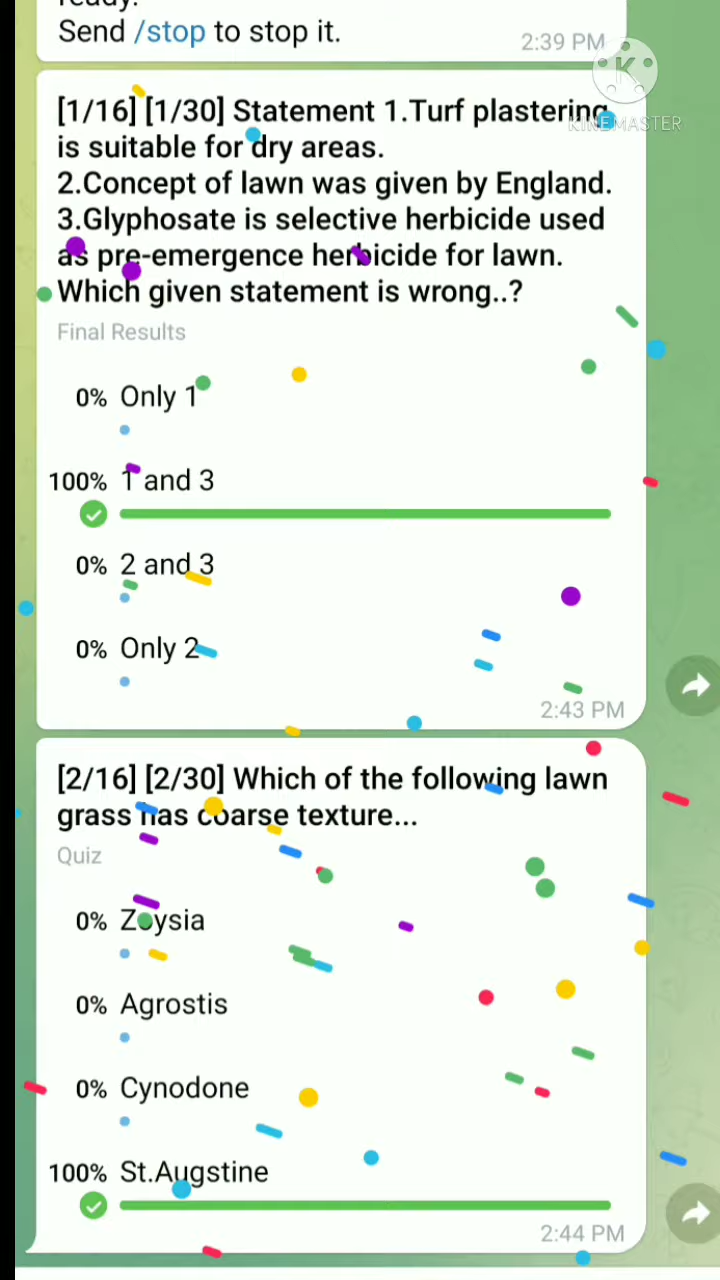 ready.
Send /stop to stop it.
2:39 PM
K
KINEMASTER
[1/16] [1/30] Statement 1.Turf plastering
is suitable for dry areas.
2.Concept of lawn was given by England.
3.Glyphosate is selective herbicide used
as pre-emergence herbicide for lawn.
Which given statement is wrong..?
Final Results
0% Only 1
100% 1 and 3
0% 2 and 3
0% Only 2
2:43 PM
[2/16] [2/30] Which of the following lawn
grass has coarse texture...
Quiz
0% Zoysia
0% Agrostis
0% Cynodone
100% St.Augstine
2:44 PM